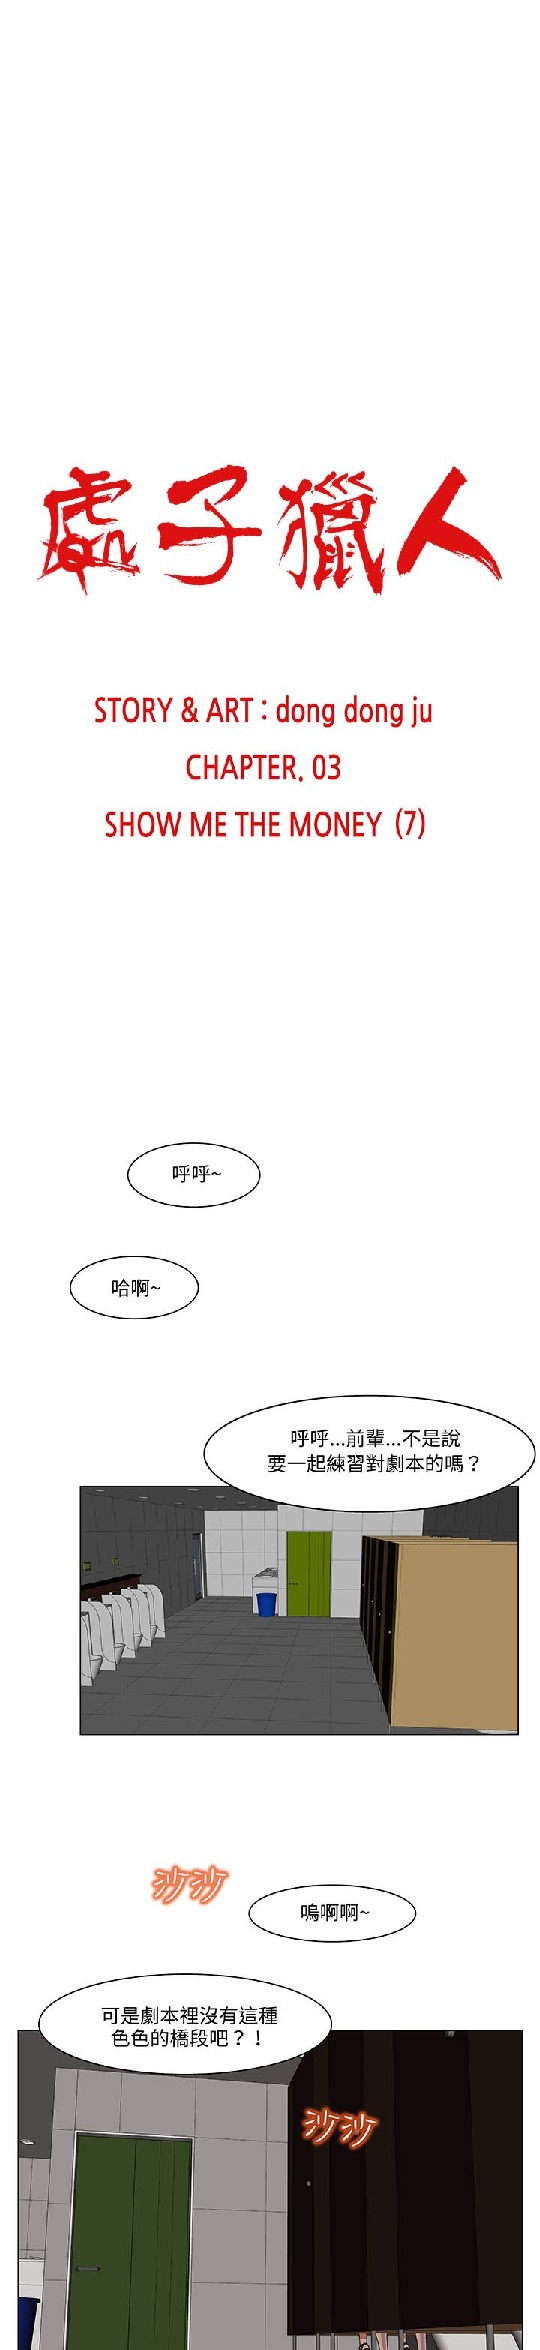 處子獵人
STORY & ART : dong dong ju
CHAPTER. 03
SHOW ME THE MONEY (7)
呼呼~
哈啊~
呼呼...前輩...不是說
要一起練習對劇本的嗎？
沙沙
嗚啊啊~
可是劇本裡沒有這種
色色的橋段吧？！
沙沙